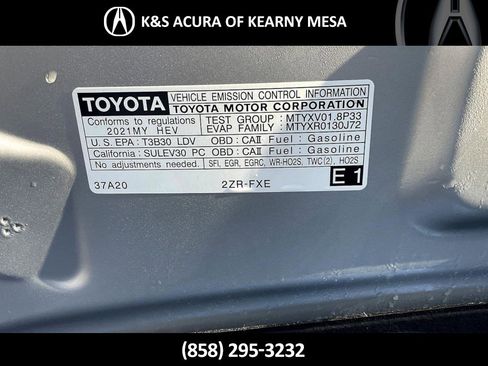 K&S ACURA OF KEARNY MESA
TOYOTA
VEHICLE EMISSION CONTROL INFORMATION
TOYOTA MOTOR CORPORATION
Conforms to regulations
2021MY HEV
TEST GROUP : MTYXV01.8P33
EVAP FAMILY : MTYXR0130J72
U.S. EPA : T3B30 LDV OBD : CAII Fuel : Gasoline
California : SULEV30 PC OBD : CAII Fuel : Gasoline
No adjustments needed. SFI, EGR, EGRC, WR-HO2S, TWC(2), HO2S
37A20 2ZR-FXE E 1
(858) 295-3232